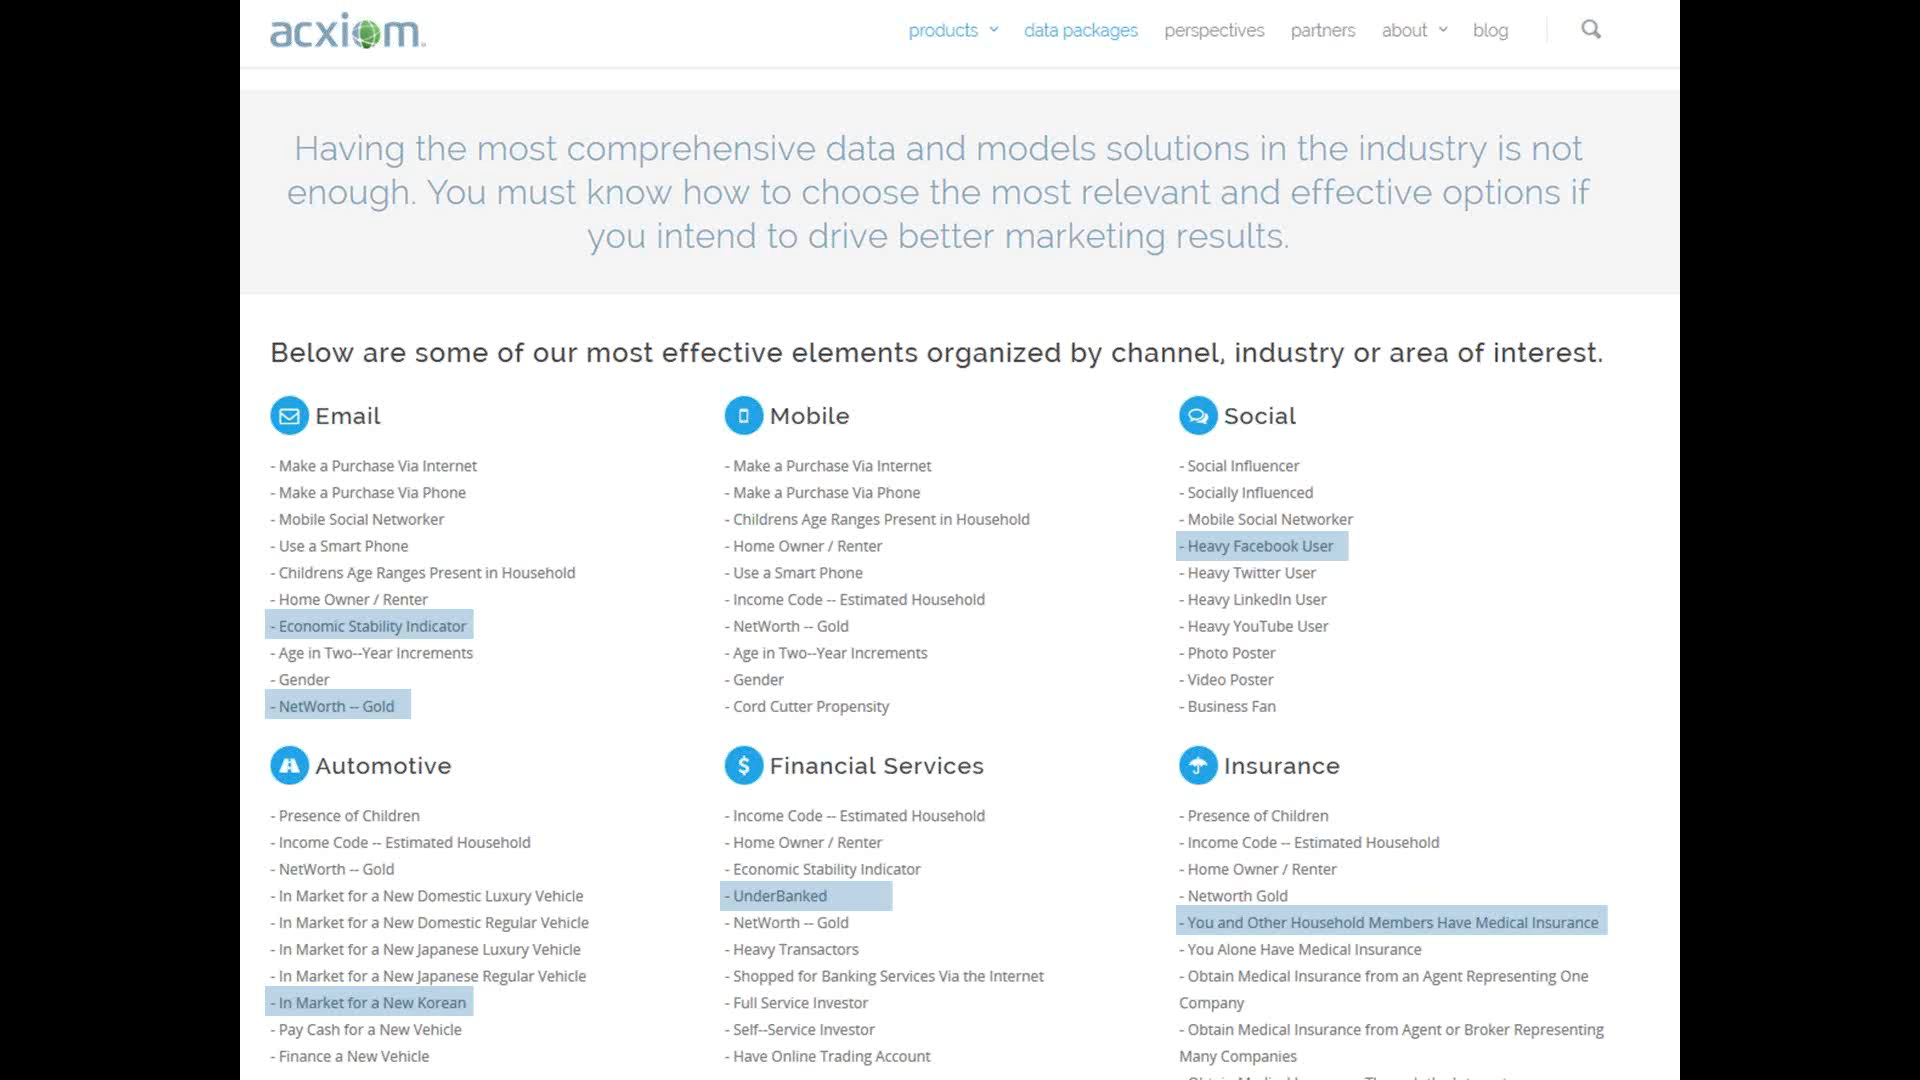 acxiom
products
data packages
perspectives
partners
about
blog
Having the most comprehensive data and models solutions in the industry is not
enough. You must know how to choose the most relevant and effective options if
you intend to drive better marketing results.
Below are some of our most effective elements organized by channel, industry or area of interest.
Email
- Make a Purchase Via Internet
- Make a Purchase Via Phone
- Mobile Social Networker
- Use a Smart Phone
- Childrens Age Ranges Present in Household
- Home Owner / Renter
- Economic Stability Indicator
- Age in Two--Year Increments
- Gender
- NetWorth -- Gold
Mobile
- Make a Purchase Via Internet
- Make a Purchase Via Phone
- Childrens Age Ranges Present in Household
- Home Owner / Renter
- Use a Smart Phone
- Income Code -- Estimated Household
- NetWorth -- Gold
- Age in Two--Year Increments
- Gender
- Cord Cutter Propensity
Social
- Social Influencer
- Socially Influenced
- Mobile Social Networker
- Heavy Facebook User
- Heavy Twitter User
- Heavy LinkedIn User
- Heavy YouTube User
- Photo Poster
- Video Poster
- Business Fan
Automotive
- Presence of Children
- Income Code -- Estimated Household
- NetWorth -- Gold
- In Market for a New Domestic Luxury Vehicle
- In Market for a New Domestic Regular Vehicle
- In Market for a New Japanese Luxury Vehicle
- In Market for a New Japanese Regular Vehicle
- In Market for a New Korean
- Pay Cash for a New Vehicle
- Finance a New Vehicle
Financial Services
- Income Code -- Estimated Household
- Home Owner / Renter
- Economic Stability Indicator
- UnderBanked
- NetWorth -- Gold
- Heavy Transactors
- Shopped for Banking Services Via the Internet
- Full Service Investor
- Self--Service Investor
- Have Online Trading Account
Insurance
- Presence of Children
- Income Code -- Estimated Household
- Home Owner / Renter
- Networth Gold
- You and Other Household Members Have Medical Insurance
- You Alone Have Medical Insurance
- Obtain Medical Insurance from an Agent Representing One
Company
- Obtain Medical Insurance from Agent or Broker Representing
Many Companies